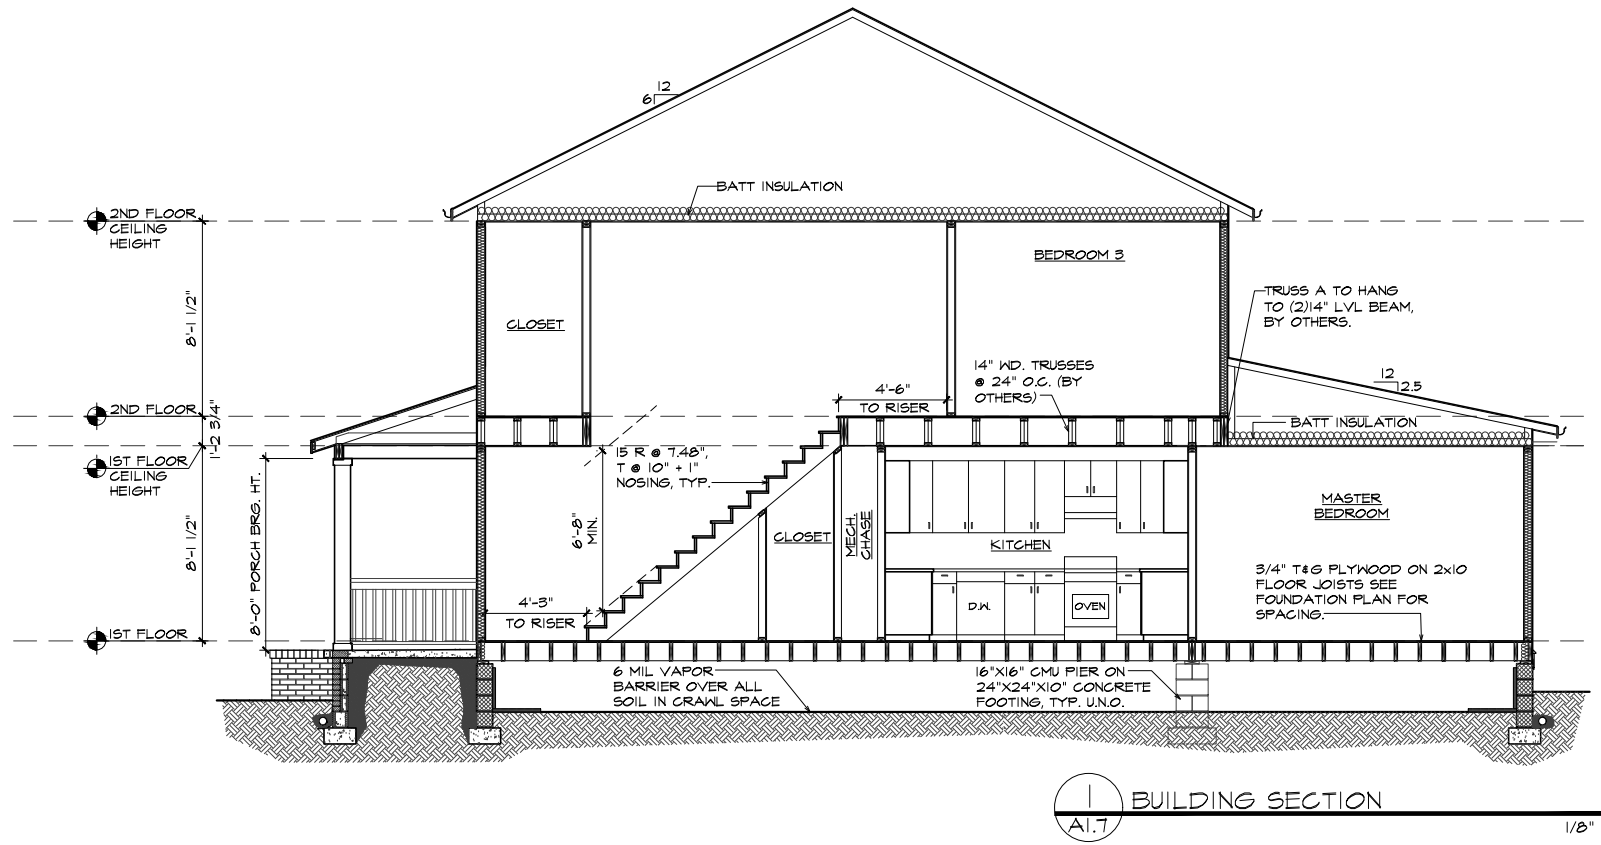 12
6
BATT INSULATION
2ND FLOOR
CEILING
HEIGHT
BEDROOM 3
8'-1 1/2"
CLOSET
TRUSS A TO HANG
TO (2)14" LVL BEAM,
BY OTHERS.
14" WD. TRUSSES
@ 24" O.C. (BY
OTHERS)
12
2.5
4'-6"
TO RISER
2ND FLOOR
1'-2 3/4"
BATT INSULATION
1ST FLOOR
CEILING
HEIGHT
15 R @ 7.48",
T @ 10" + 1"
NOSING, TYP.
8'-0" PORCH BRG. HT.
8'-1 1/2"
6'-8"
MIN.
CLOSET
MECH.
CHASE
KITCHEN
MASTER
BEDROOM
3/4" T&G PLYWOOD ON 2x10
FLOOR JOISTS SEE
FOUNDATION PLAN FOR
SPACING.
4'-3"
TO RISER
D.W.
OVEN
1ST FLOOR
6 MIL VAPOR
BARRIER OVER ALL
SOIL IN CRAWL SPACE
16"X16" CMU PIER ON
24"X24"X10" CONCRETE
FOOTING, TYP. U.N.O.
1
BUILDING SECTION
A1.7
1/8"